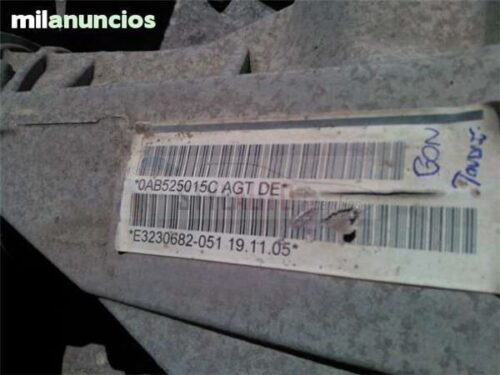 milanuncios
*0AB525015C AGT DE*
*E3230682-051 19.11.05*
BON